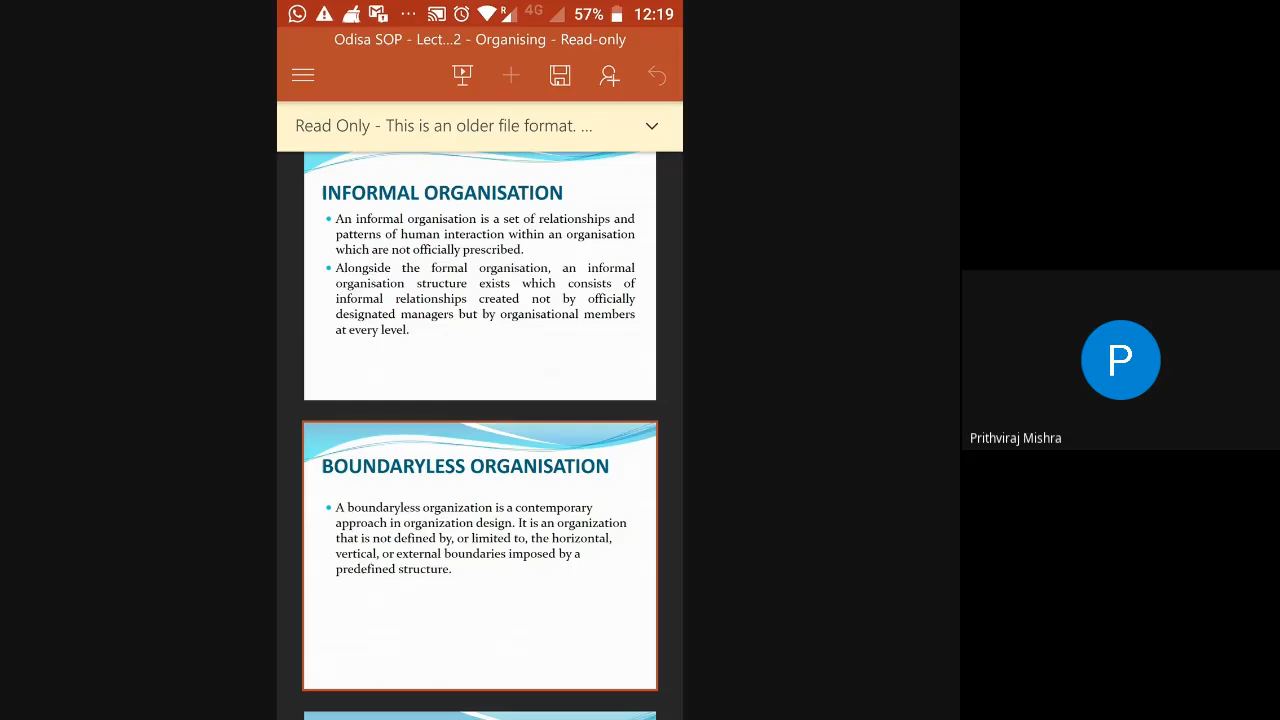 R 4G 57% 12:19
Odisa SOP - Lect...2 - Organising - Read-only
Read Only - This is an older file format. ...
INFORMAL ORGANISATION
• An informal organisation is a set of relationships and
patterns of human interaction within an organisation
which are not officially prescribed.
• Alongside the formal organisation, an informal
organisation structure exists which consists of
informal relationships created not by officially
designated managers but by organisational members
at every level.
BOUNDARYLESS ORGANISATION
• A boundaryless organization is a contemporary
approach in organization design. It is an organization
that is not defined by, or limited to, the horizontal,
vertical, or external boundaries imposed by a
predefined structure.
P
Prithviraj Mishra